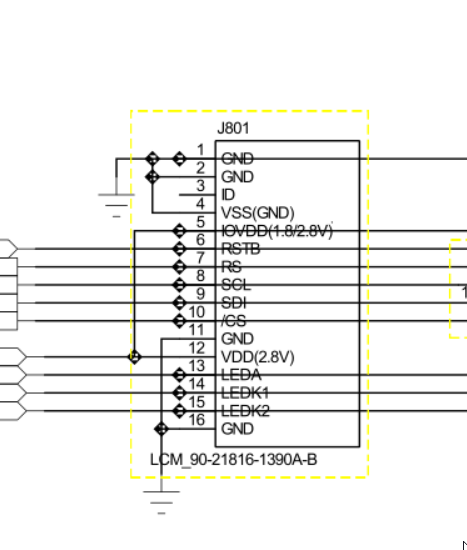 J801
1 GND
2 GND
3 ID
4 VSS(GND)
5 IOVDD(1.8/2.8V)
6 RSTB
7 RS
8 SCL
9 SDI
10 /CS
11 GND
12 VDD(2.8V)
13 LEDA
14 LEDK1
15 LEDK2
16 GND
LCM_90-21816-1390A-B